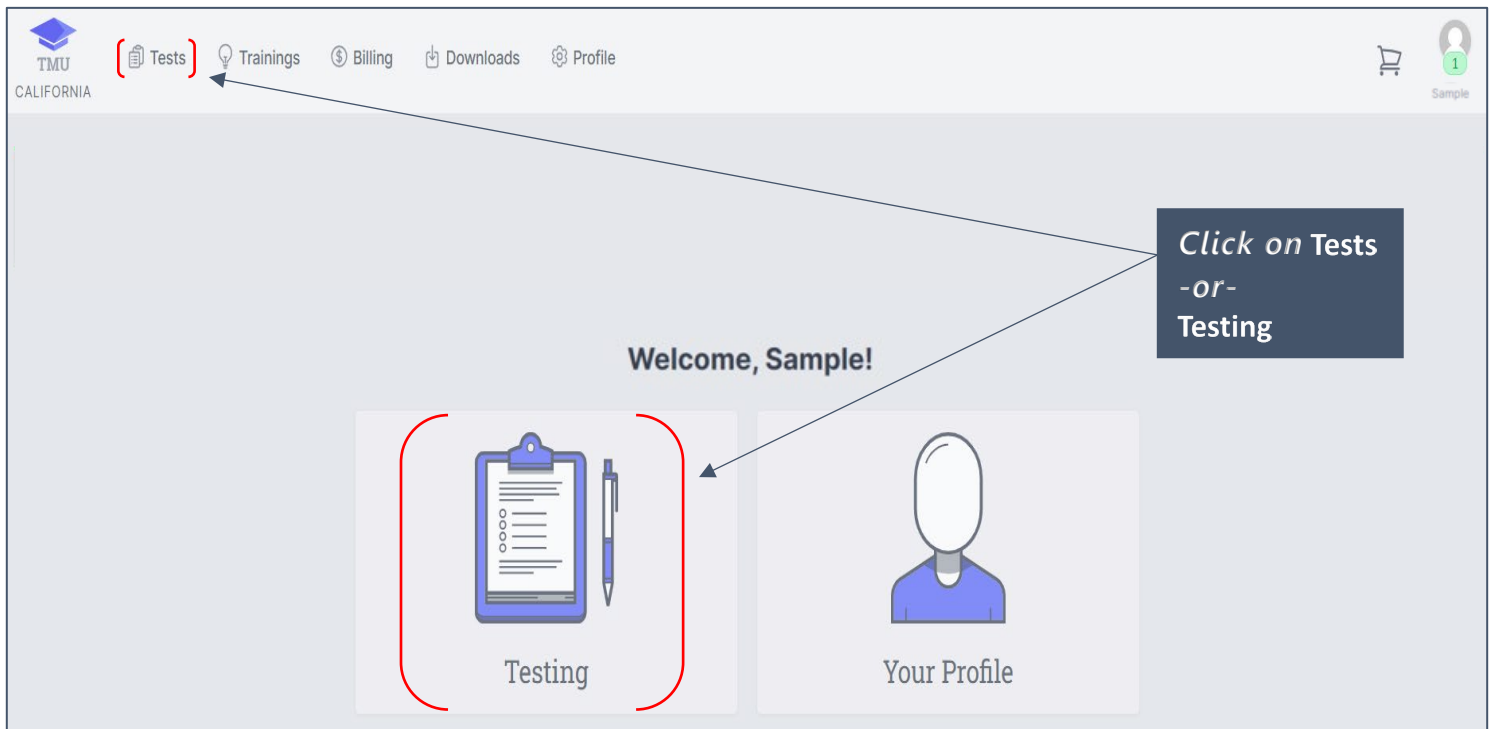 TMU
CALIFORNIA
Tests Trainings Billing Downloads Profile
1
Sample
Click on Tests
-or-
Testing
Welcome, Sample!
Testing
Your Profile